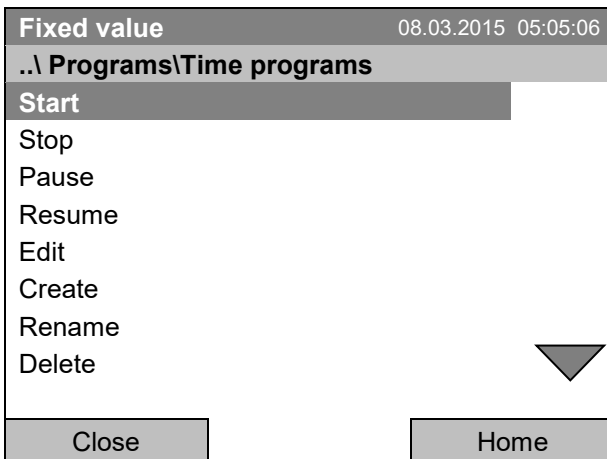 Fixed value 08.03.2015 05:05:06
..\ Programs\Time programs
Start
Stop
Pause
Resume
Edit
Create
Rename
Delete
Close Home